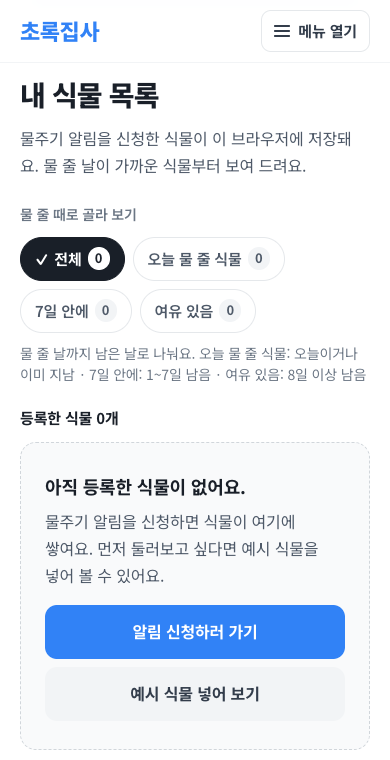 초록집사
메뉴 열기
내 식물 목록
물주기 알림을 신청한 식물이 이 브라우저에 저장돼
요. 물 줄 날이 가까운 식물부터 보여 드려요.
물 줄 때로 골라 보기
전체 0
오늘 물 줄 식물 0
7일 안에 0
여유 있음 0
물 줄 날까지 남은 날로 나눠요. 오늘 물 줄 식물: 오늘이거나
이미 지남 · 7일 안에: 1~7일 남음 · 여유 있음: 8일 이상 남음
등록한 식물 0개
아직 등록한 식물이 없어요.
물주기 알림을 신청하면 식물이 여기에
쌓여요. 먼저 둘러보고 싶다면 예시 식물을
넣어 볼 수 있어요.
알림 신청하러 가기
예시 식물 넣어 보기